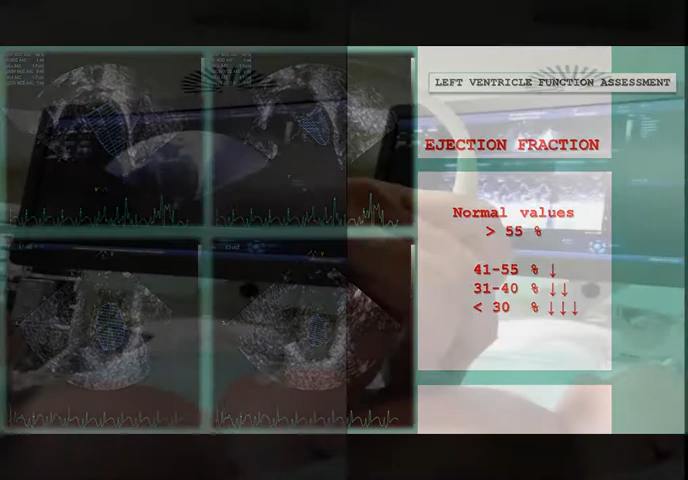 LEFT VENTRICLE FUNCTION ASSESSMENT
EJECTION FRACTION
Normal values
> 55 %
41-55 % ↓
31-40 % ↓↓
< 30 % ↓↓↓